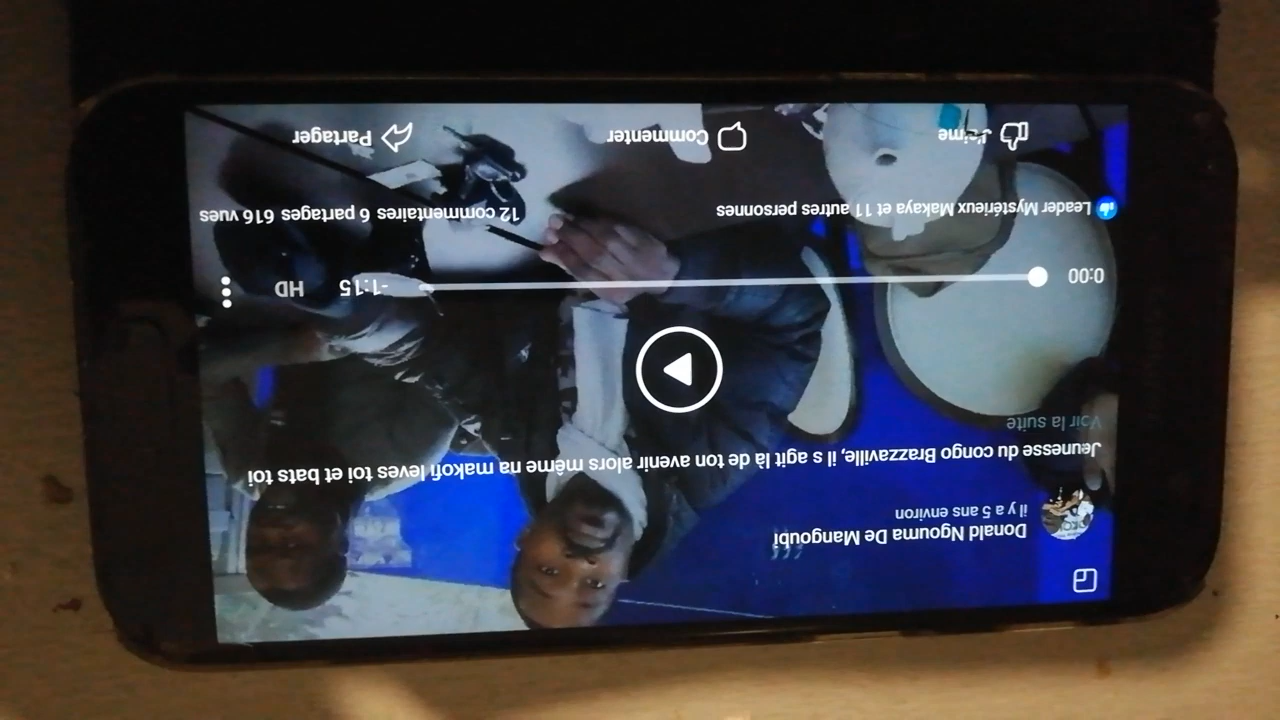 Donald Ngouma De Mangoubi
il y a 5 ans environ
Jeunesse du congo Brazzaville, il s agit là de ton avenir alors même na makofi leves toi et bats toi
Voir la suite
0:00
-1:15
HD
Leader Mystérieux Makaya et 11 autres personnes
12 commentaires 6 partages 616 vues
J'aime
Commenter
Partager